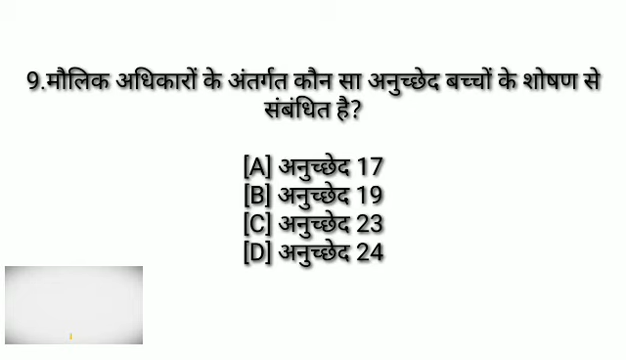 9.मौलिक अधिकारों के अंतर्गत कौन सा अनुच्छेद बच्चों के शोषण से
संबंधित है?
[A] अनुच्छेद 17
[B] अनुच्छेद 19
[C] अनुच्छेद 23
[D] अनुच्छेद 24